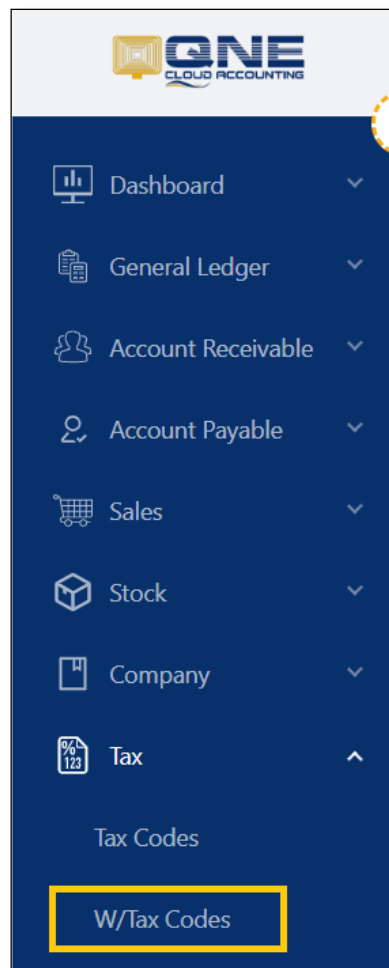 QNE
CLOUD ACCOUNTING
Dashboard
General Ledger
Account Receivable
Account Payable
Sales
Stock
Company
%
123
Tax
Tax Codes
W/Tax Codes